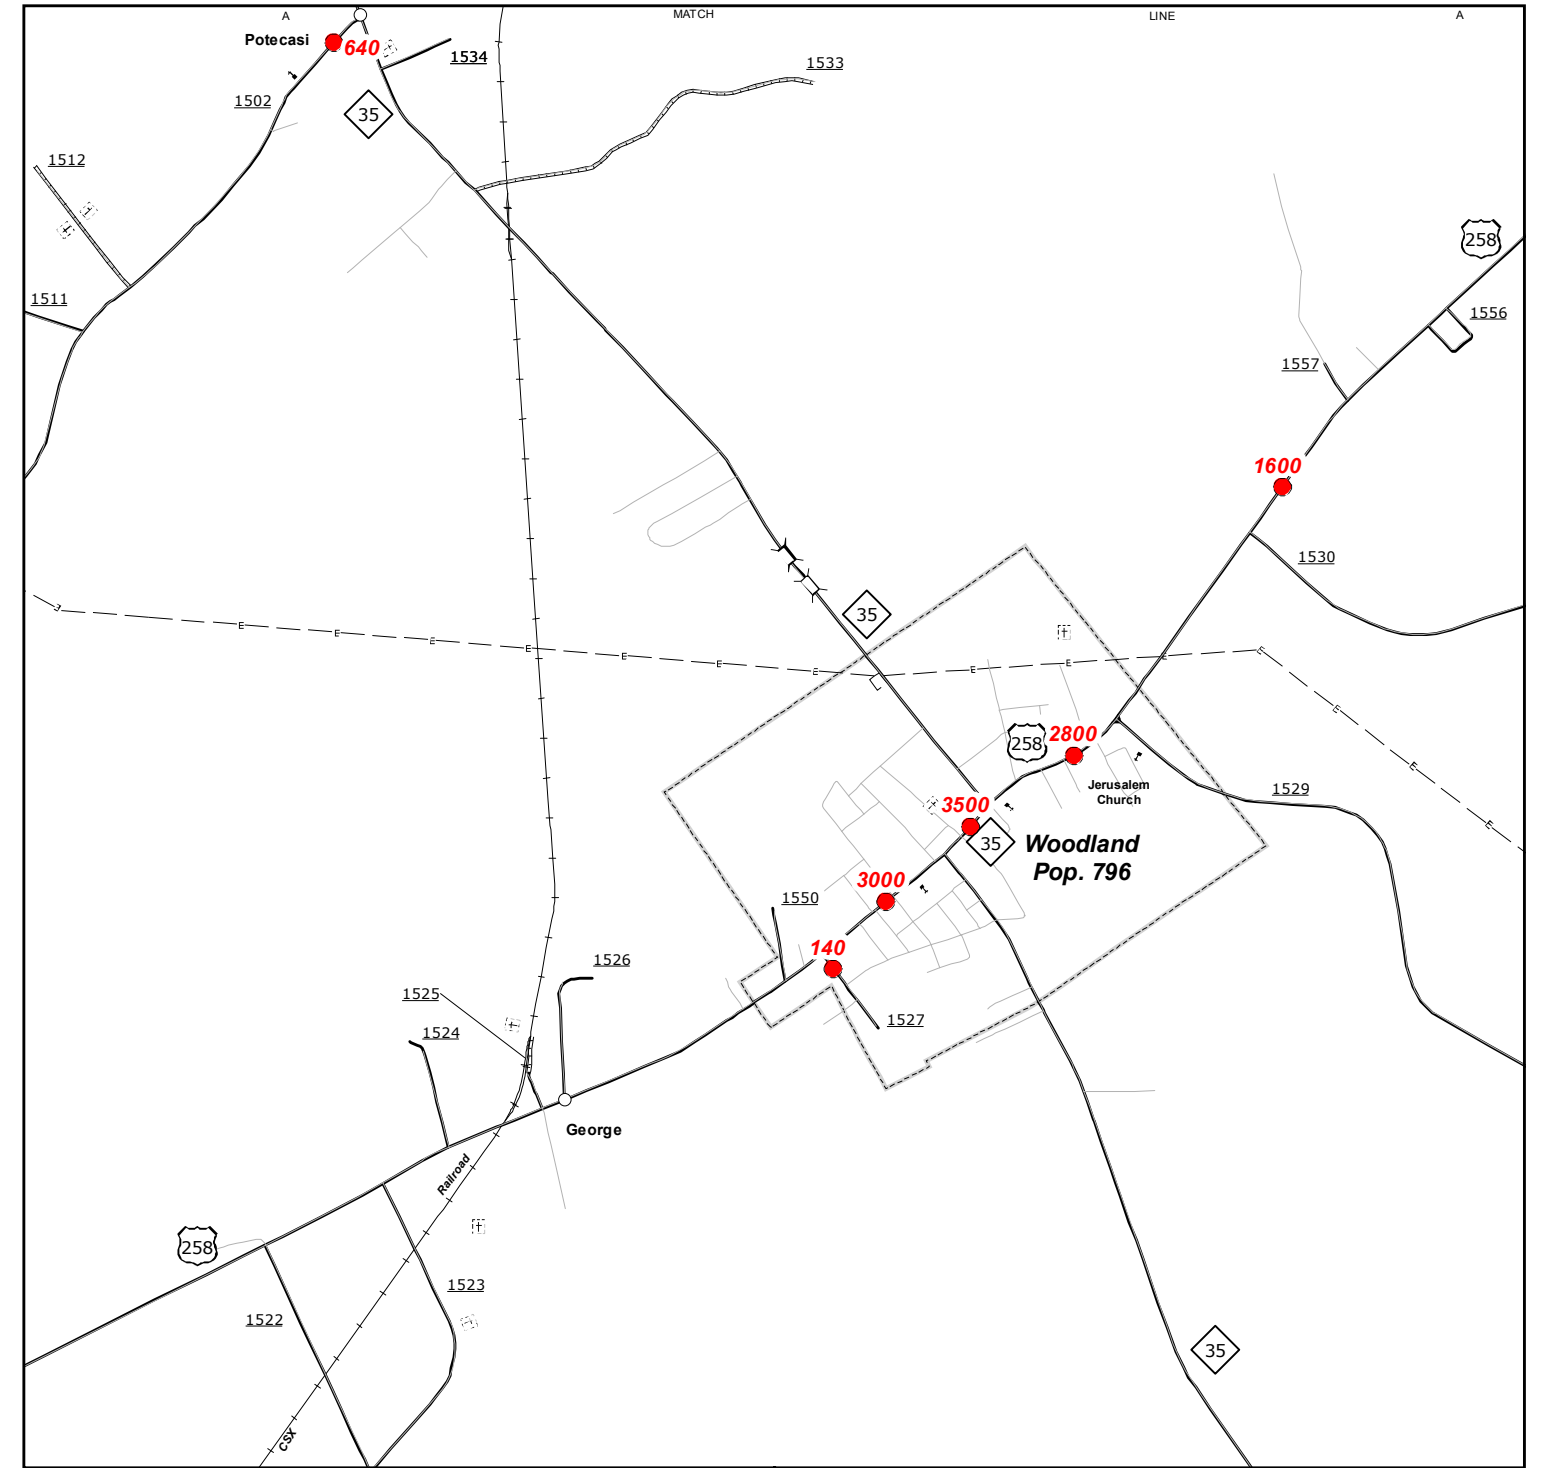 A MATCH LINE A
Potecasi
640
1534
1533
1502
35
1512
258
1511
1556
1557
1600
1530
35
E E E E E E E E E E E E E E E
258
2800
Jerusalem
Church
1529
3500
35
Woodland
Pop. 796
3000
1550
140
1526
1525
1527
1524
George
Railroad
258
1523
1522
35
CSX